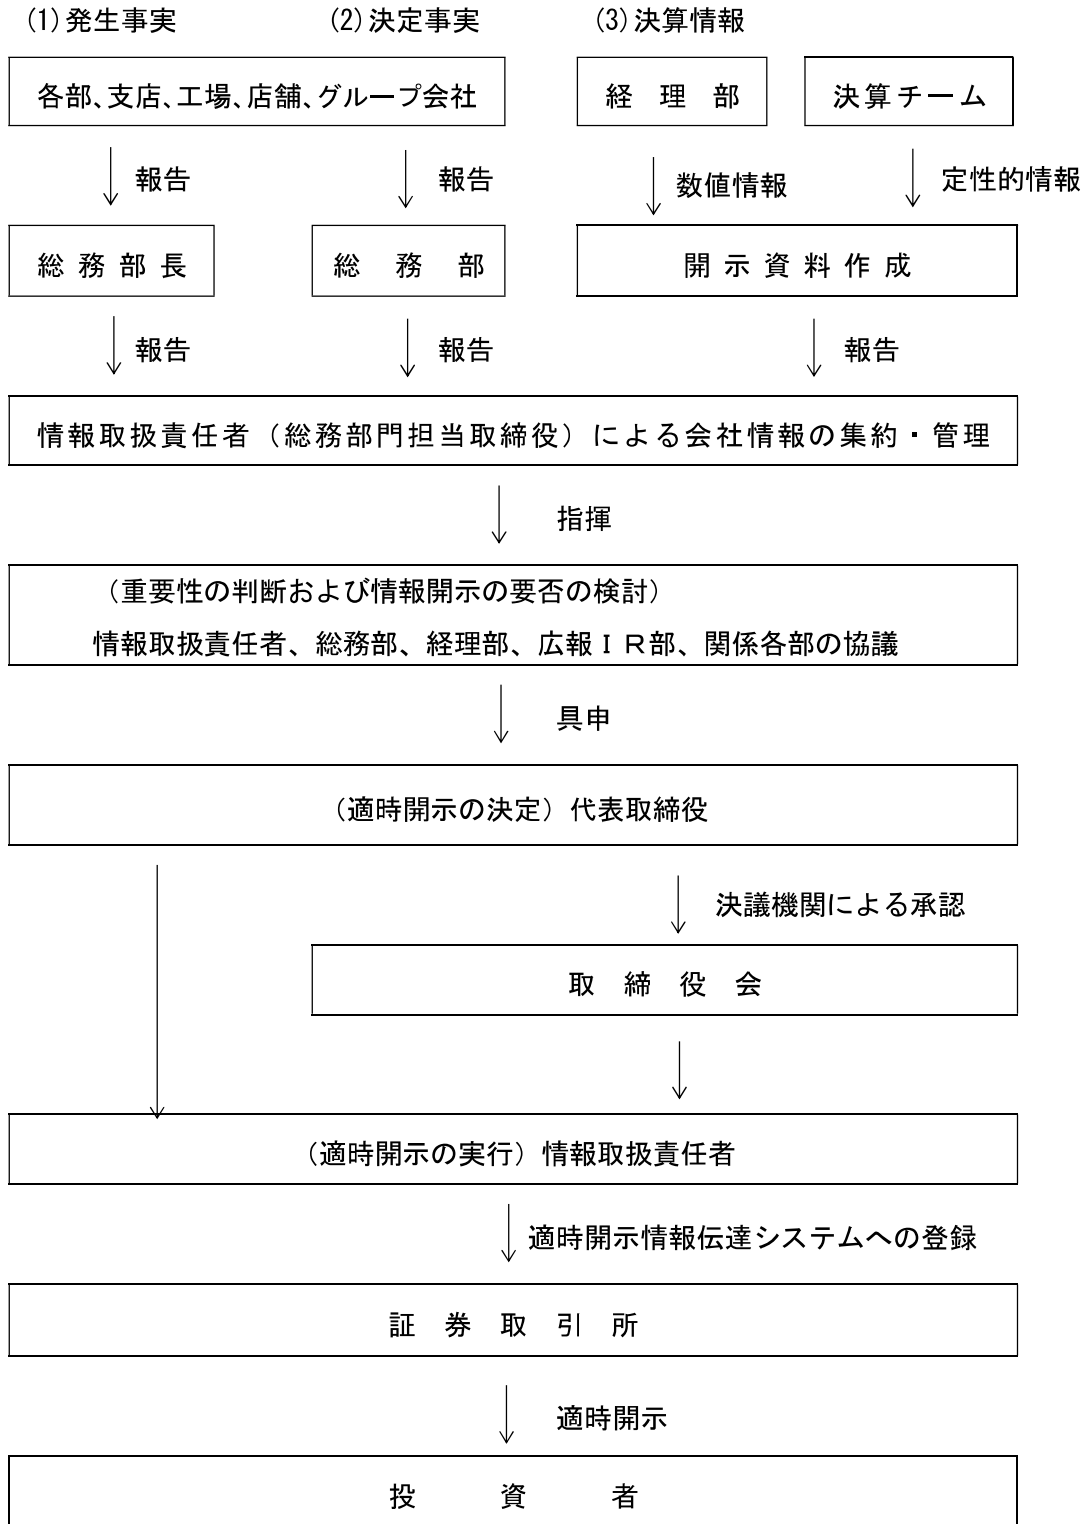 (1)発生事実 (2)決定事実 (3)決算情報
各部、支店、工場、店舗、グループ会社 経理部 決算チーム
報告 報告 数値情報 定性的情報
総務部長 総務部 開示資料作成
報告 報告 報告
情報取扱責任者(総務部門担当取締役)による会社情報の集約・管理
指揮
(重要性の判断および情報開示の要否の検討)
情報取扱責任者、総務部、経理部、広報IR部、関係各部の協議
具申
(適時開示の決定)代表取締役
決議機関による承認
取締役会
(適時開示の実行)情報取扱責任者
適時開示情報伝達システムへの登録
証券取引所
適時開示
投資者